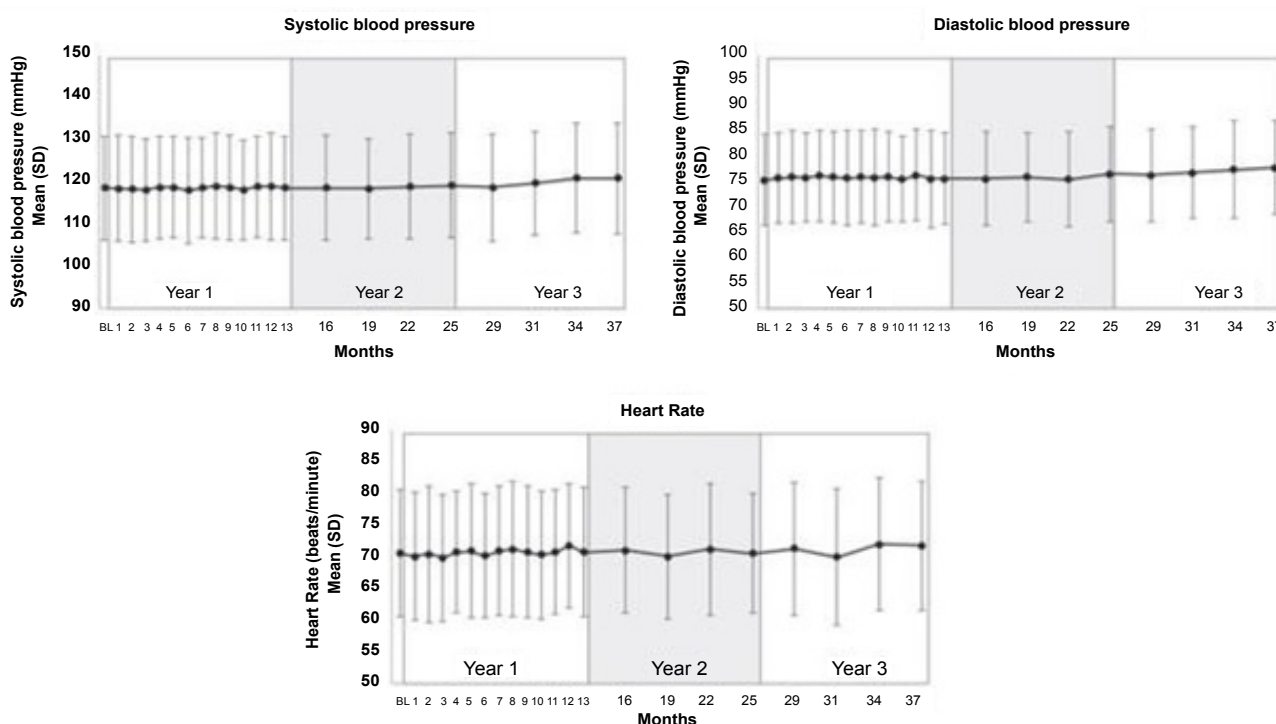 Systolic blood pressure
Systolic blood pressure (mmHg)
Mean (SD)
150
140
130
120
110
100
90
Year 1 Year 2 Year 3
BL 1 2 3 4 5 6 7 8 9 10 11 12 13 16 19 22 25 29 31 34 37
Months
Diastolic blood pressure
Diastolic blood pressure (mmHg)
Mean (SD)
100
95
90
85
80
75
70
65
60
55
50
Year 1 Year 2 Year 3
BL 1 2 3 4 5 6 7 8 9 10 11 12 13 16 19 22 25 29 31 34 37
Months
Heart Rate
Heart Rate (beats/minute)
Mean (SD)
90
85
80
75
70
65
60
55
50
Year 1 Year 2 Year 3
BL 1 2 3 4 5 6 7 8 9 10 11 12 13 16 19 22 25 29 31 34 37
Months